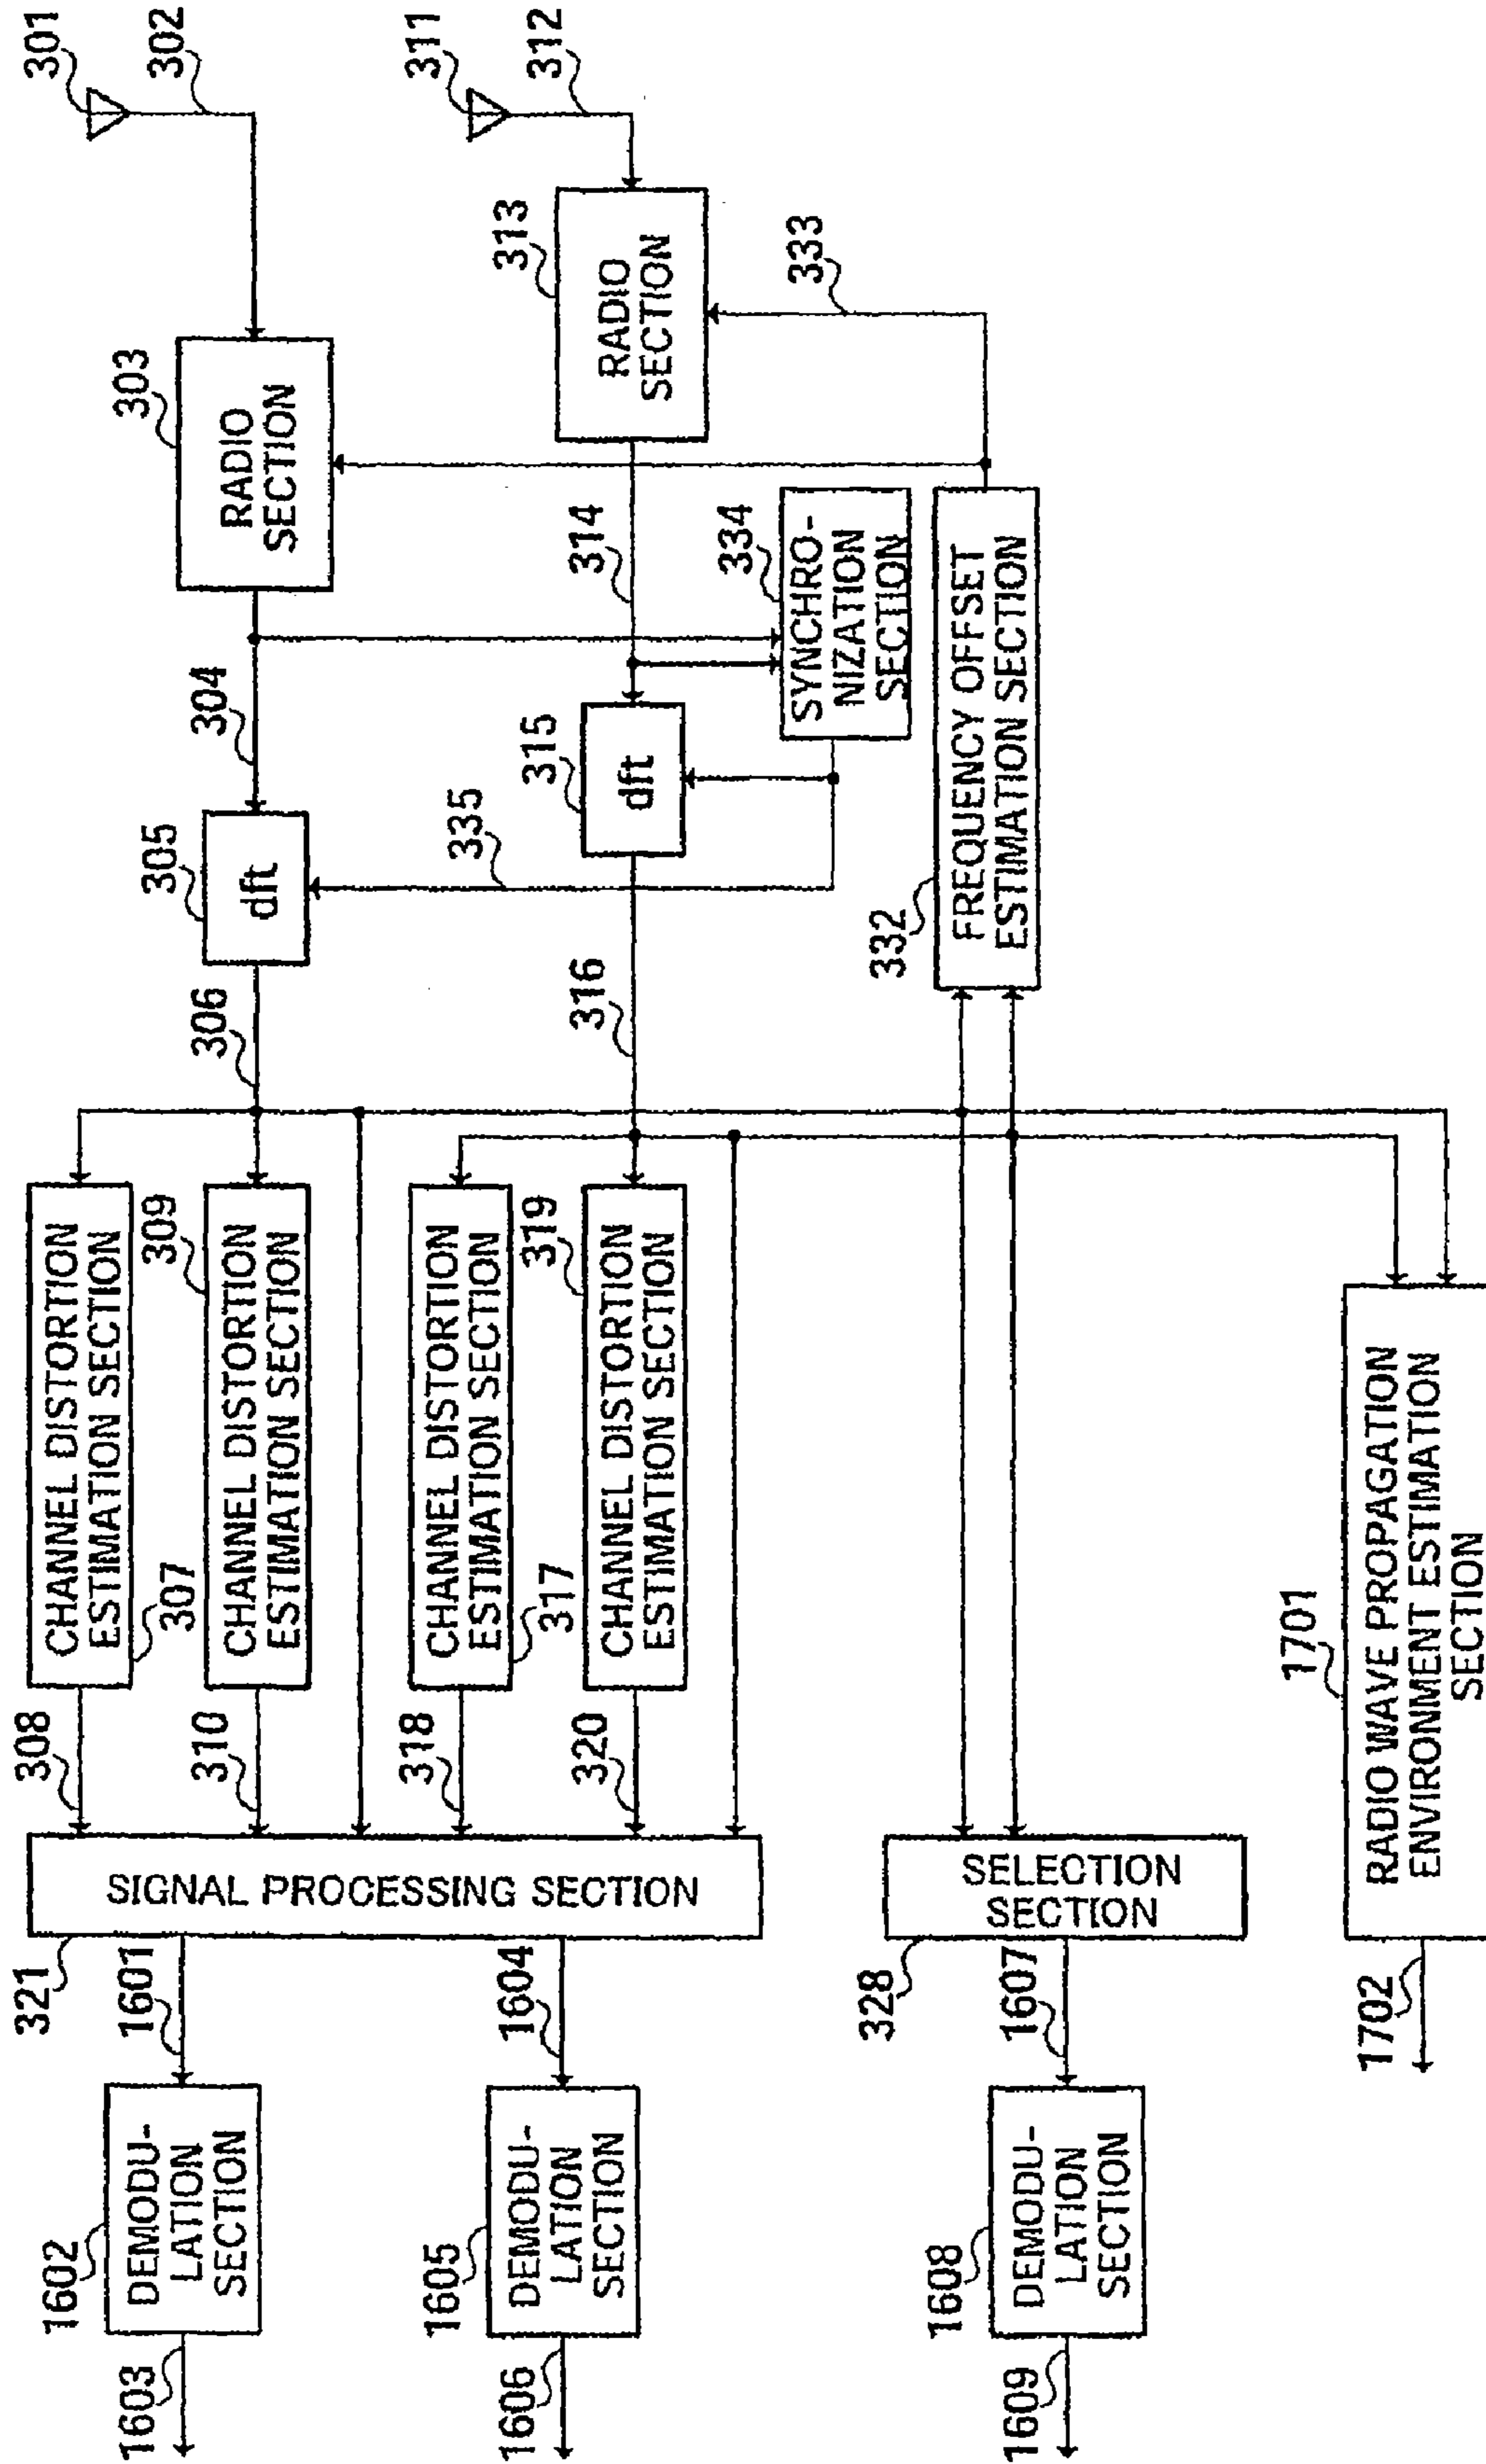 301
302
303
RADIO
SECTION
304
305
dft
306
CHANNEL DISTORTION
ESTIMATION SECTION
307
308
309
CHANNEL DISTORTION
ESTIMATION SECTION
310
311
312
313
RADIO
SECTION
314
315
dft
316
CHANNEL DISTORTION
ESTIMATION SECTION
317
318
319
CHANNEL DISTORTION
ESTIMATION SECTION
320
333
334
SYNCHRO-
NIZATION
SECTION
335
332
FREQUENCY OFFSET
ESTIMATION SECTION
SIGNAL PROCESSING SECTION
321
1601
1602
DEMODU-
LATION
SECTION
1603
1604
1605
DEMODU-
LATION
SECTION
1606
SELECTION
SECTION
328
1607
1608
DEMODU-
LATION
SECTION
1609
1701
RADIO WAVE PROPAGATION
ENVIRONMENT ESTIMATION
SECTION
1702